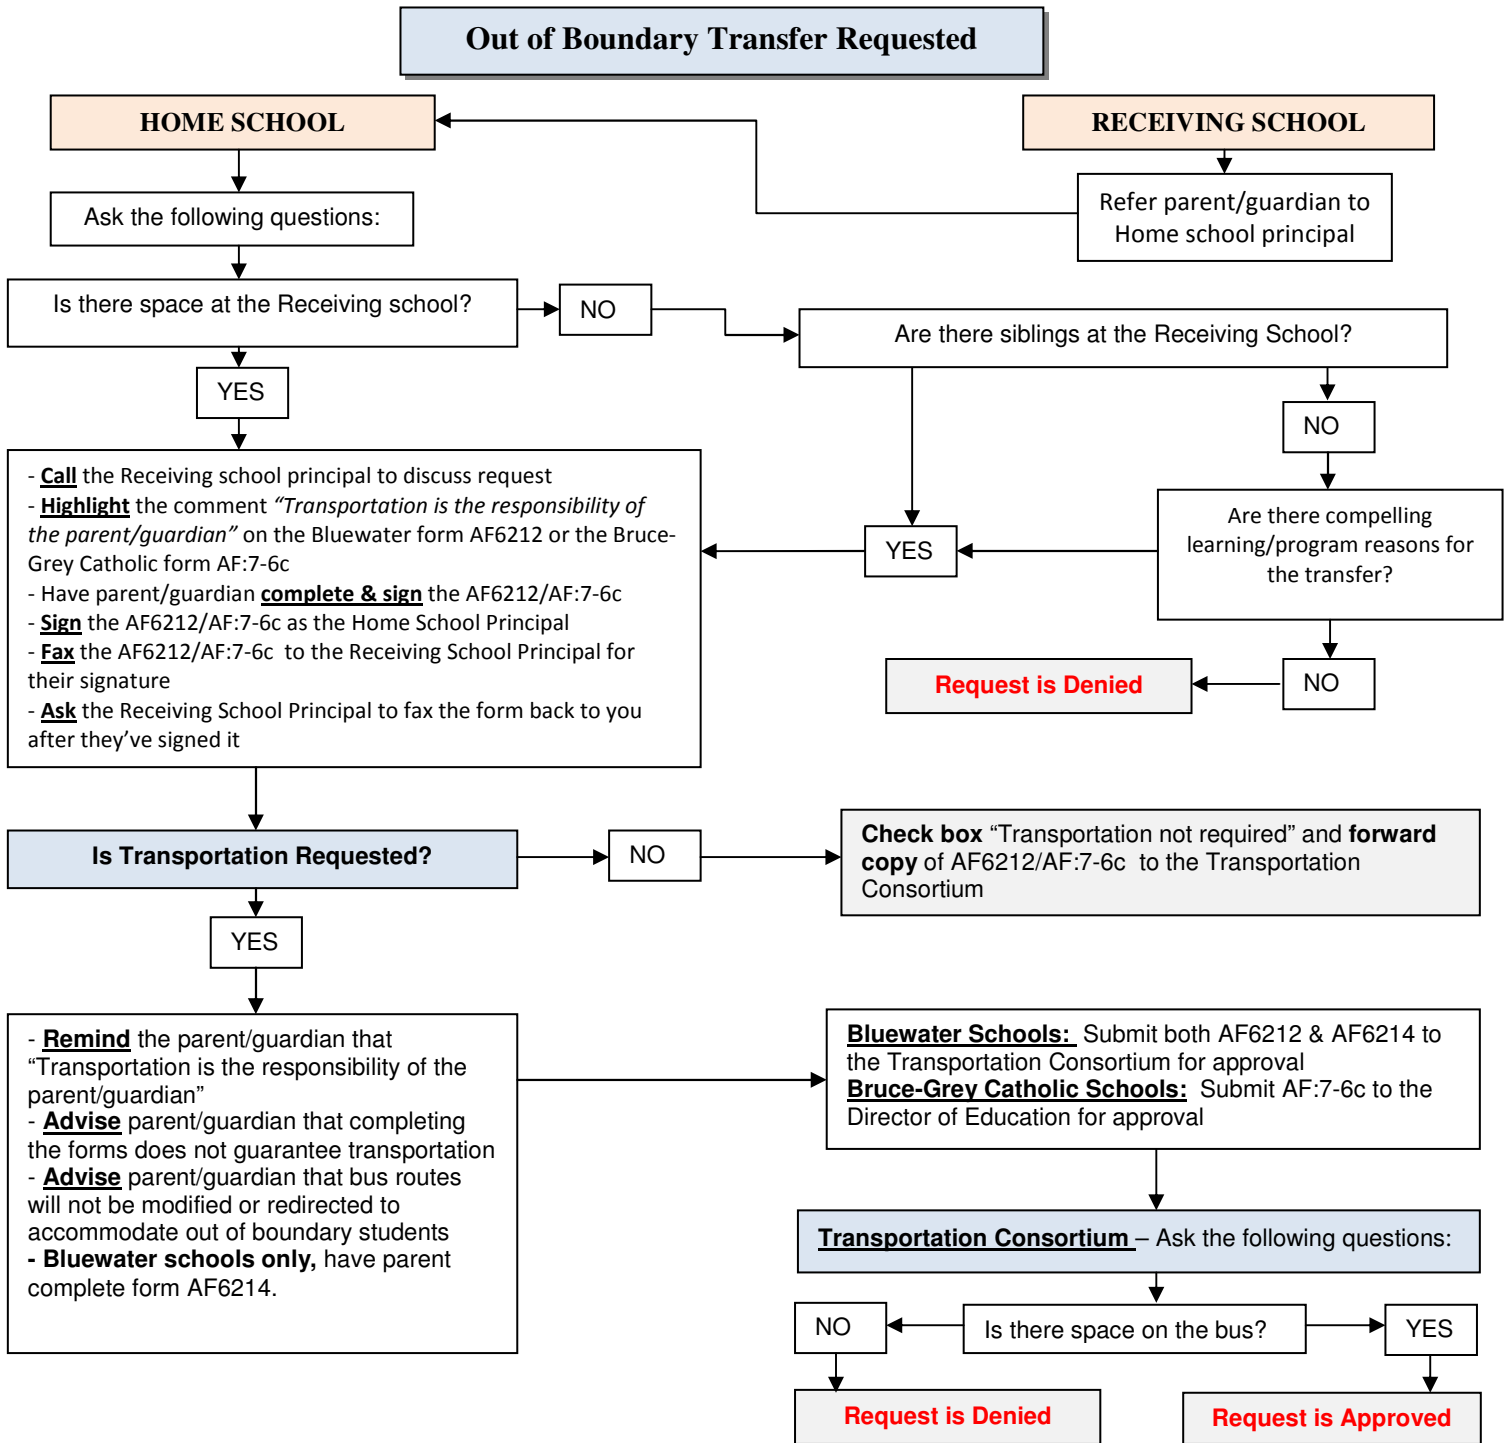 Out of Boundary Transfer Requested
HOME SCHOOL
RECEIVING SCHOOL
Ask the following questions:
Refer parent/guardian to
Home school principal
Is there space at the Receiving school?
NO
Are there siblings at the Receiving School?
YES
NO
- Call the Receiving school principal to discuss request
- Highlight the comment “Transportation is the responsibility of
the parent/guardian” on the Bluewater form AF6212 or the Bruce-
Grey Catholic form AF:7-6c
- Have parent/guardian complete & sign the AF6212/AF:7-6c
- Sign the AF6212/AF:7-6c as the Home School Principal
- Fax the AF6212/AF:7-6c  to the Receiving School Principal for
their signature
- Ask the Receiving School Principal to fax the form back to you
after they’ve signed it
YES
Are there compelling
learning/program reasons for
the transfer?
Request is Denied
NO
Is Transportation Requested?
NO
Check box “Transportation not required” and forward
copy of AF6212/AF:7-6c  to the Transportation
Consortium
YES
- Remind the parent/guardian that
“Transportation is the responsibility of the
parent/guardian”
- Advise parent/guardian that completing
the forms does not guarantee transportation
- Advise parent/guardian that bus routes
will not be modified or redirected to
accommodate out of boundary students
- Bluewater schools only, have parent
complete form AF6214.
Bluewater Schools:  Submit both AF6212 & AF6214 to
the Transportation Consortium for approval
Bruce-Grey Catholic Schools:  Submit AF:7-6c to the
Director of Education for approval
Transportation Consortium – Ask the following questions:
NO
Is there space on the bus?
YES
Request is Denied
Request is Approved